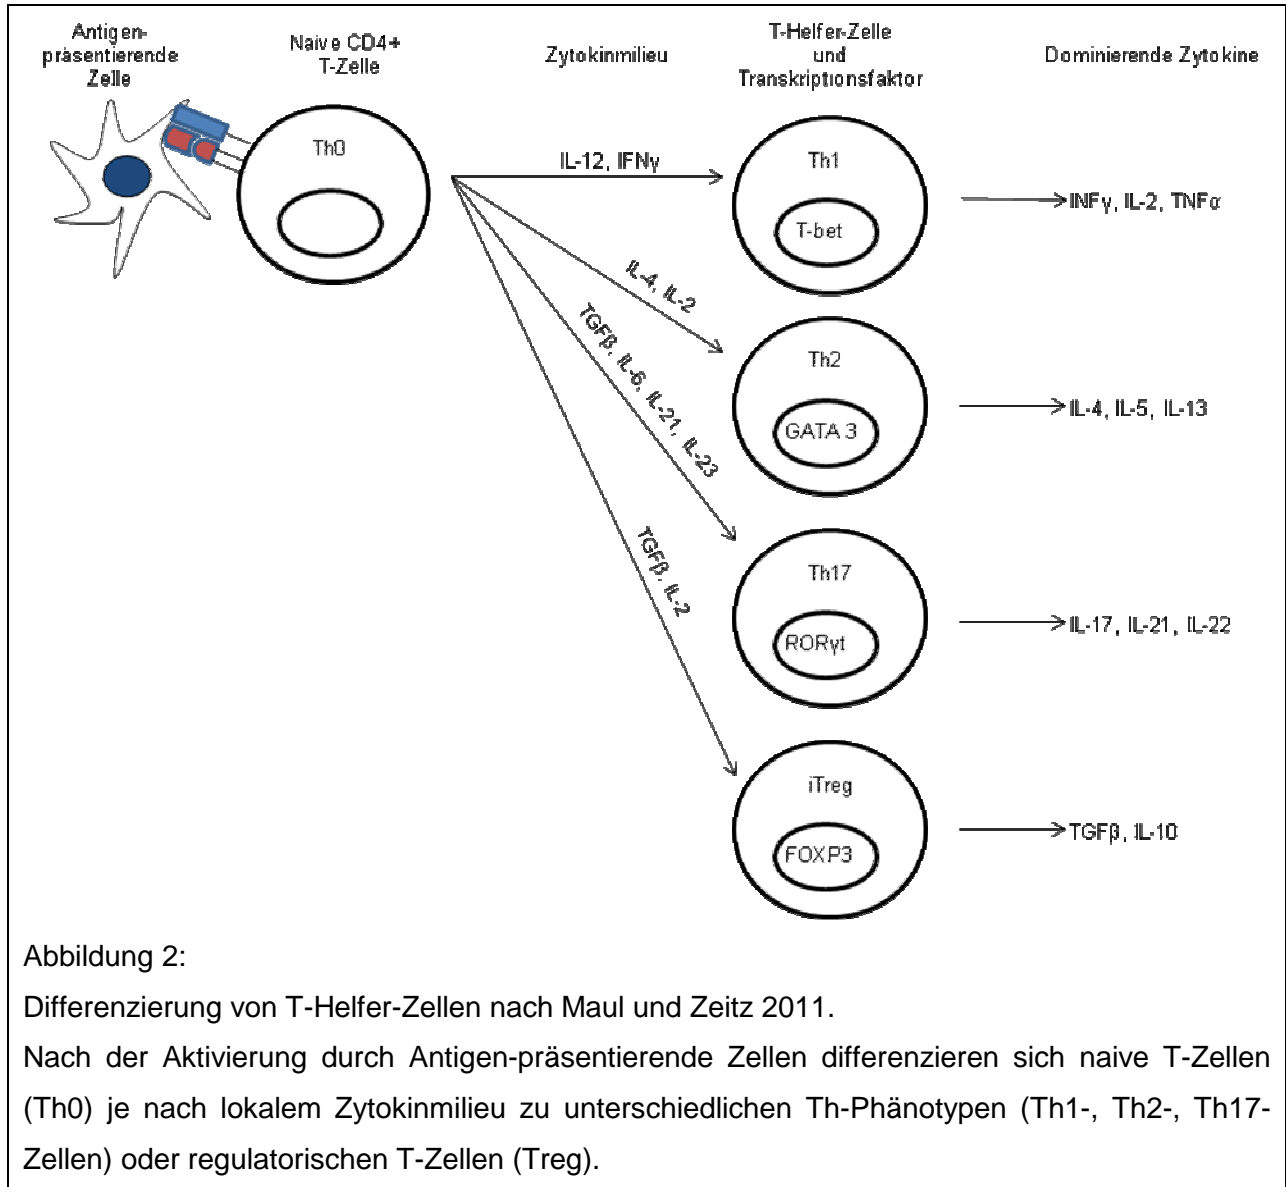 Antigen-
präsentierende
Zelle
Naive CD4+
T-Zelle
Zytokinmilieu
T-Helfer-Zelle
und
Transkriptionsfaktor
Dominierende Zytokine
Th0
IL-12, IFNγ
Th1
T-bet
INFγ, IL-2, TNFα
IL-4, IL-2
Th2
GATA 3
IL-4, IL-5, IL-13
TGFβ, IL-6, IL-21, IL-23
Th17
RORγt
IL-17, IL-21, IL-22
TGFβ, IL-2
iTreg
FOXP3
TGFβ, IL-10
Abbildung 2:
Differenzierung von T-Helfer-Zellen nach Maul und Zeitz 2011.
Nach der Aktivierung durch Antigen-präsentierende Zellen differenzieren sich naive T-Zellen
(Th0) je nach lokalem Zytokinmilieu zu unterschiedlichen Th-Phänotypen (Th1-, Th2-, Th17-
Zellen) oder regulatorischen T-Zellen (Treg).